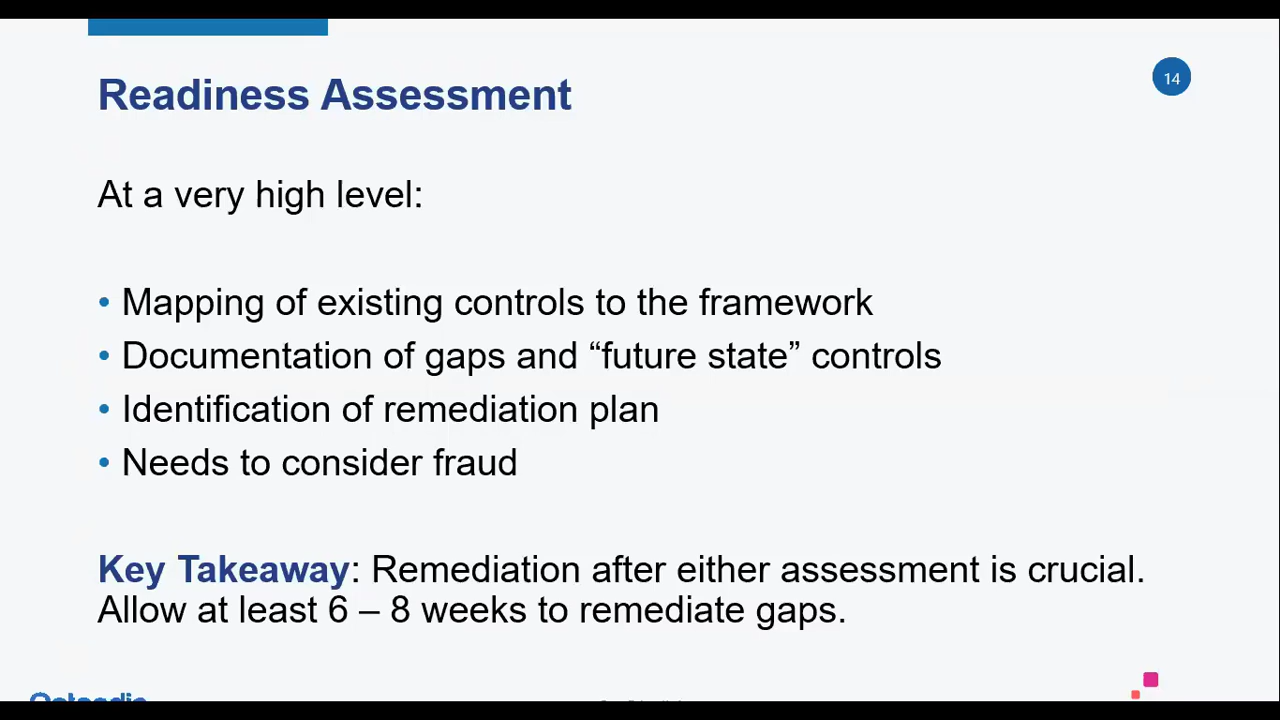 14
Readiness Assessment
At a very high level:
• Mapping of existing controls to the framework
• Documentation of gaps and “future state” controls
• Identification of remediation plan
• Needs to consider fraud
Key Takeaway: Remediation after either assessment is crucial.
Allow at least 6 – 8 weeks to remediate gaps.